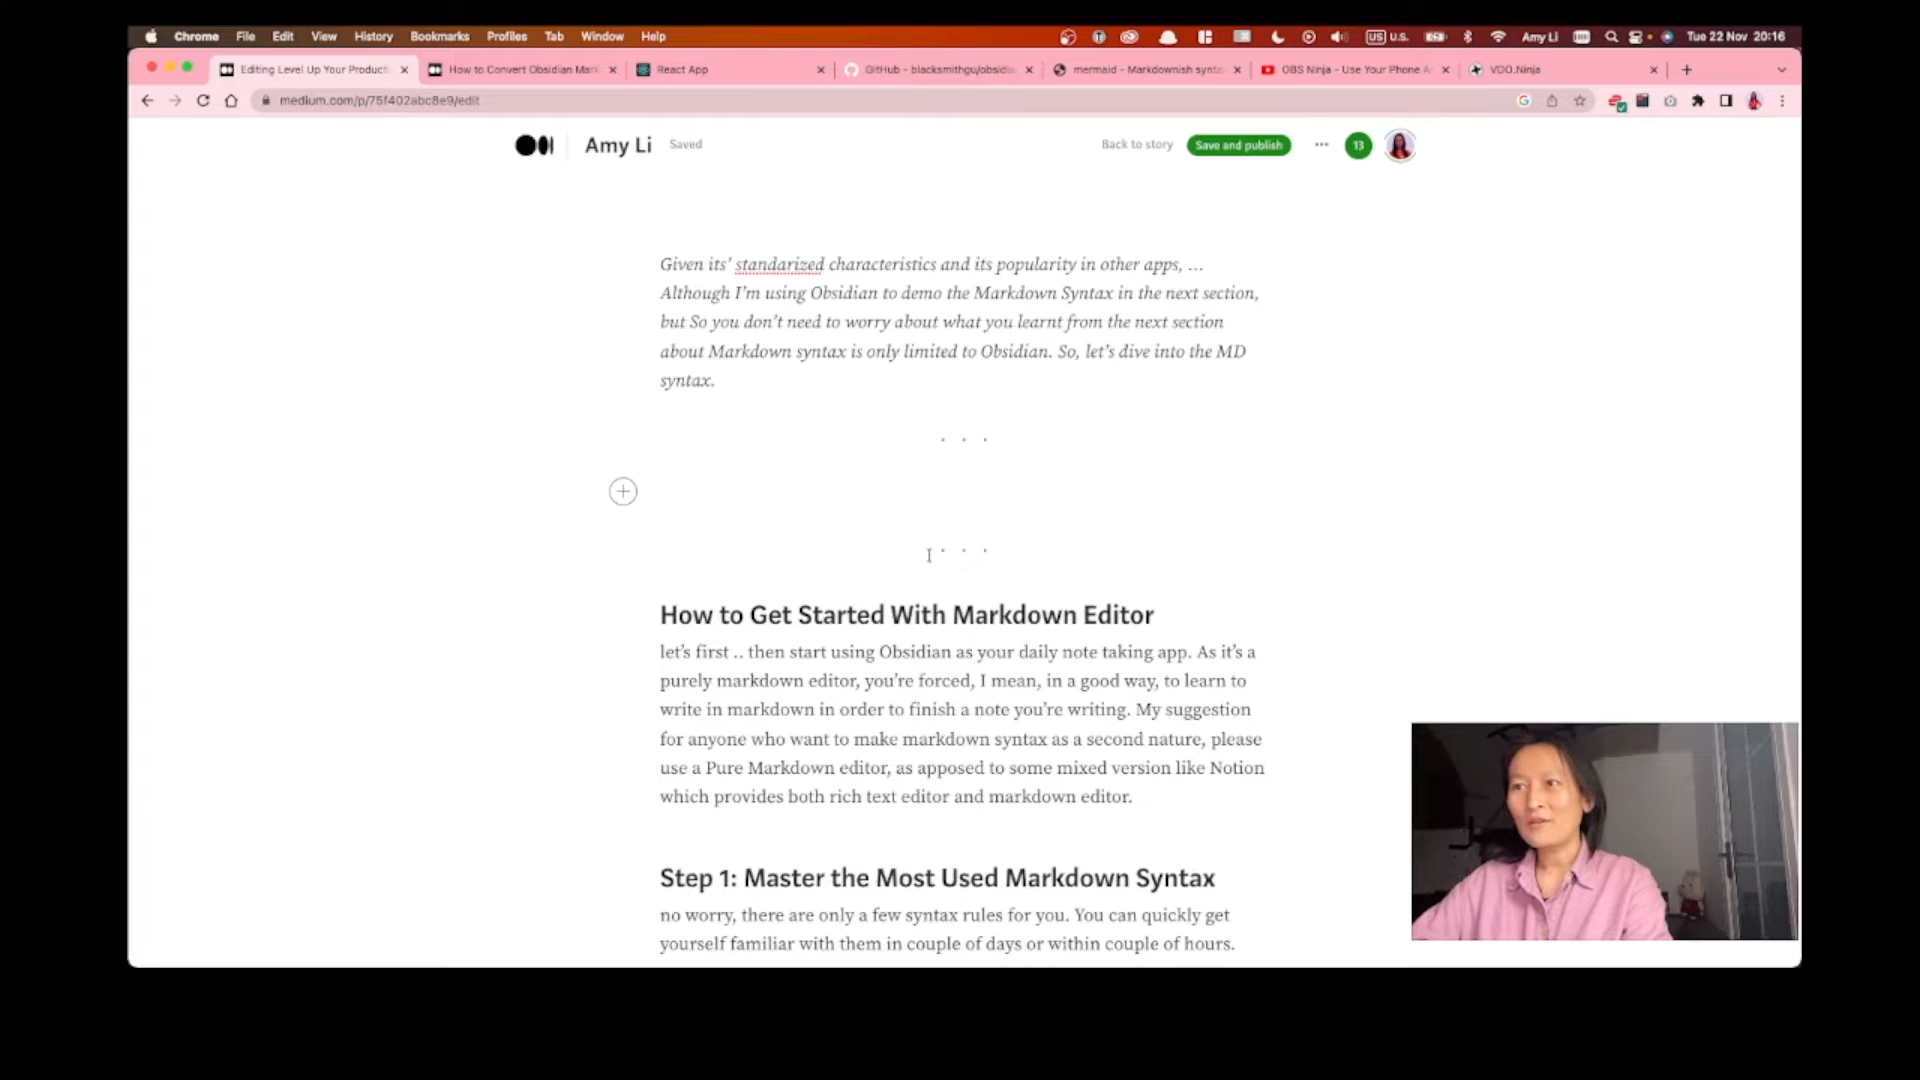 Chrome File Edit View History Bookmarks Profiles Tab Window Help US U.S. Amy Li Tue 22 Nov 20:16
Editing Level Up Your Producti How to Convert Obsidian Mark React App GitHub - blacksmithgu/obsidia mermaid - Markdownish synta OBS Ninja - Use Your Phone A VDO.Ninja
medium.com/p/75f402abc8e9/edit
Amy Li Saved Back to story Save and publish 13
Given its' standarized characteristics and its popularity in other apps, ...
Although I'm using Obsidian to demo the Markdown Syntax in the next section,
but So you don't need to worry about what you learnt from the next section
about Markdown syntax is only limited to Obsidian. So, let's dive into the MD
syntax.
How to Get Started With Markdown Editor
let's first .. then start using Obsidian as your daily note taking app. As it's a
purely markdown editor, you're forced, I mean, in a good way, to learn to
write in markdown in order to finish a note you're writing. My suggestion
for anyone who want to make markdown syntax as a second nature, please
use a Pure Markdown editor, as apposed to some mixed version like Notion
which provides both rich text editor and markdown editor.
Step 1: Master the Most Used Markdown Syntax
no worry, there are only a few syntax rules for you. You can quickly get
yourself familiar with them in couple of days or within couple of hours.